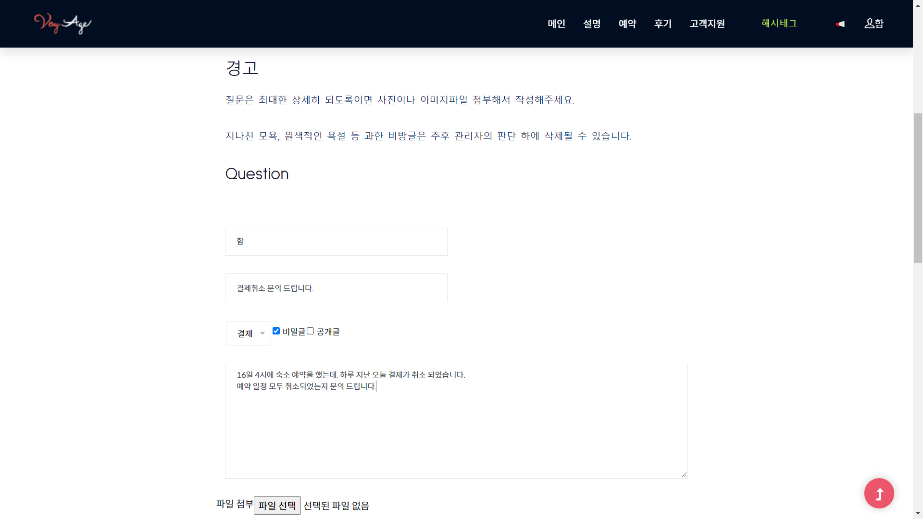 Voy Age
메인 설명 예약 후기 고객지원 해시태그 함
경고
질문은 최대한 상세히 되도록이면 사진이나 이미지파일 첨부해서 작성해주세요.
지나친 모욕, 원색적인 욕설 등 과한 비방글은 추후 관리자의 판단 하에 삭제될 수 있습니다.
Question
함
결제취소 문의 드립니다.
결제 비밀글 공개글
16일 4시에 숙소 예약을 했는데, 하루 지난 오늘 결제가 취소 되었습니다.
예약 일정 모두 취소되었는지 문의 드립니다.
파일 첨부 파일 선택 선택된 파일 없음